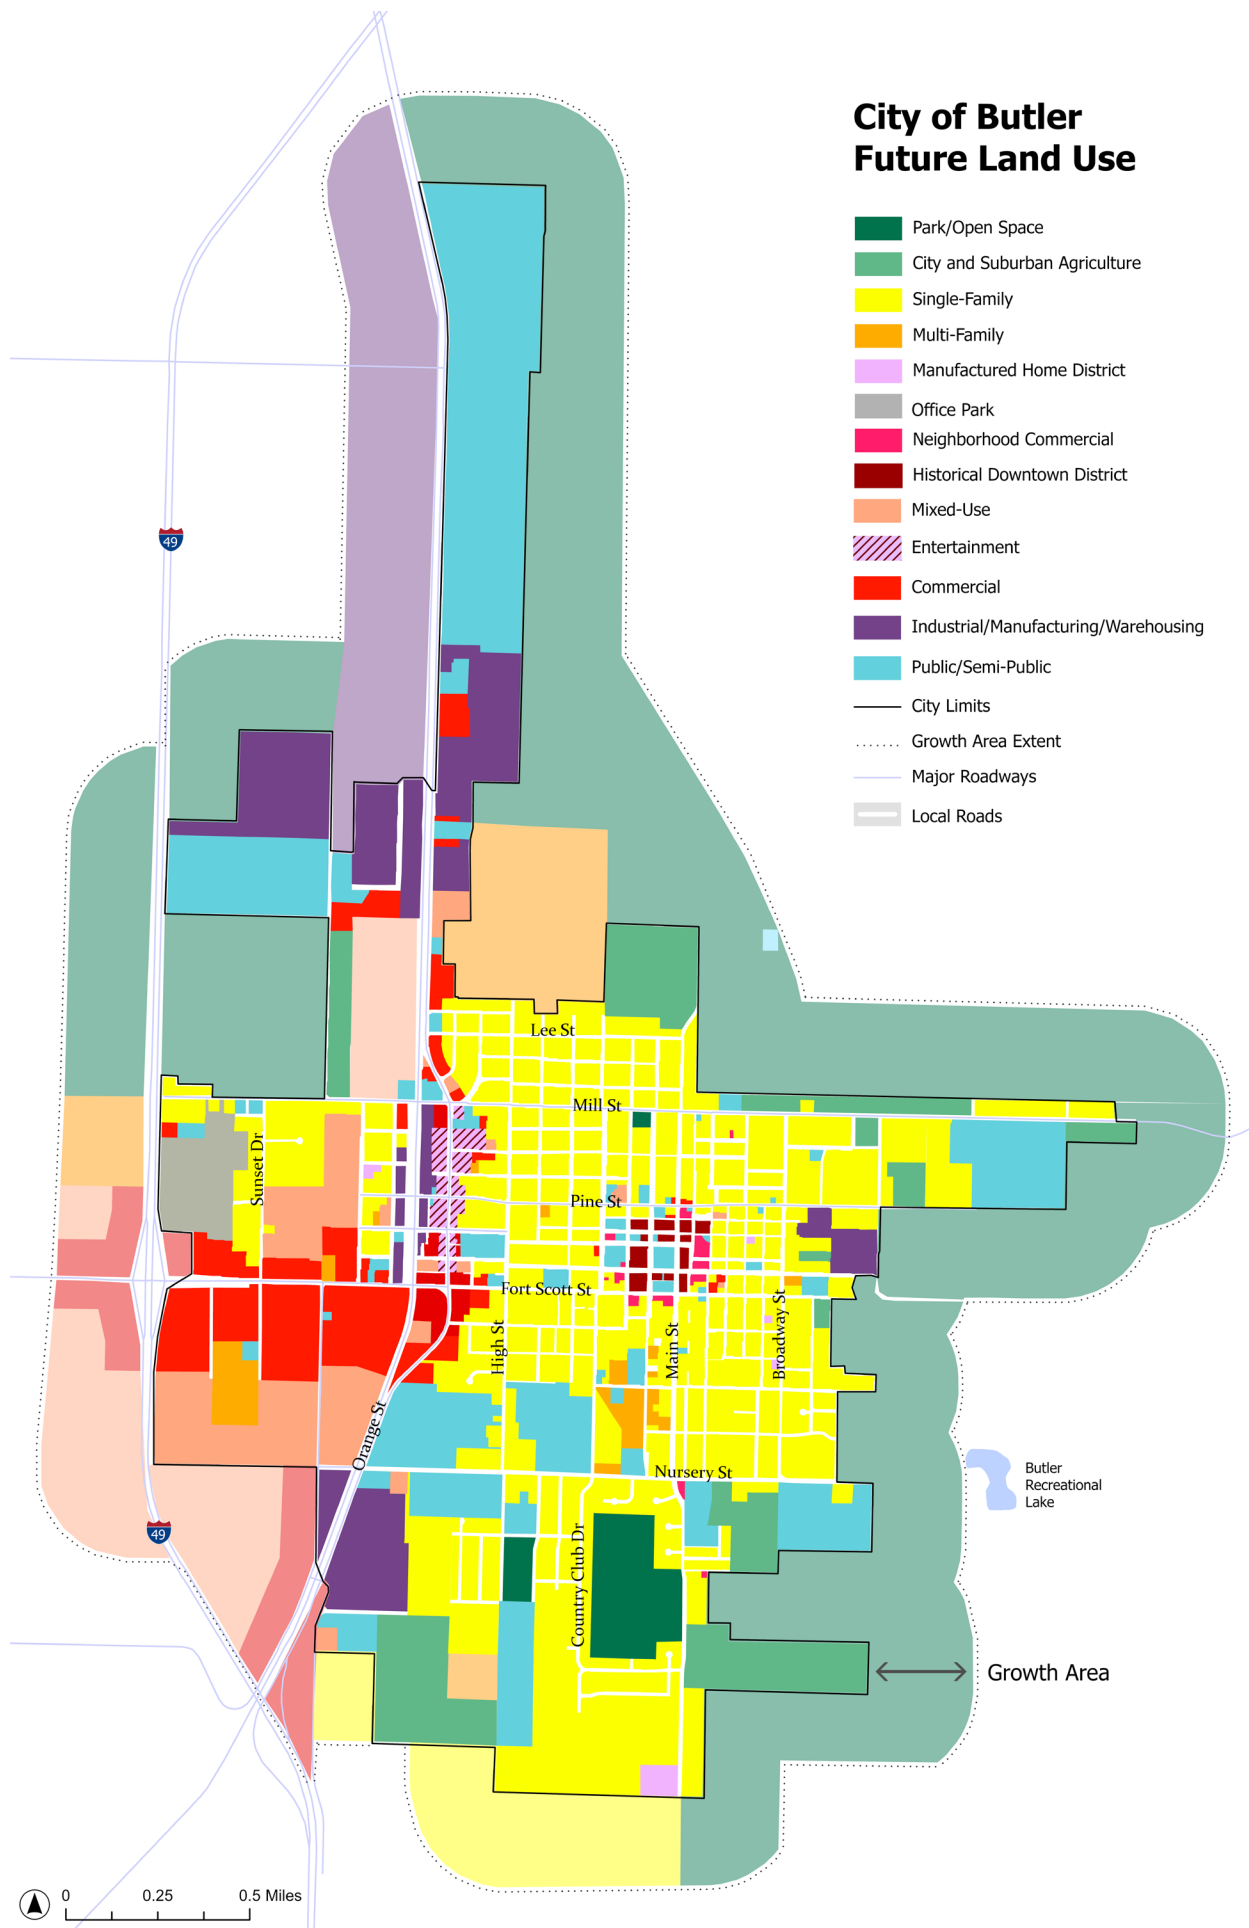 City of Butler
Future Land Use
Park/Open Space
City and Suburban Agriculture
Single-Family
Multi-Family
Manufactured Home District
Office Park
Neighborhood Commercial
Historical Downtown District
Mixed-Use
Entertainment
Commercial
Industrial/Manufacturing/Warehousing
Public/Semi-Public
City Limits
Growth Area Extent
Major Roadways
Local Roads
49
Lee St
Mill St
Sunset Dr
Pine St
Fort Scott St
High St
Main St
Broadway St
Orange St
Nursery St
Butler
Recreational
Lake
49
Country Club Dr
Growth Area
0 0.25 0.5 Miles